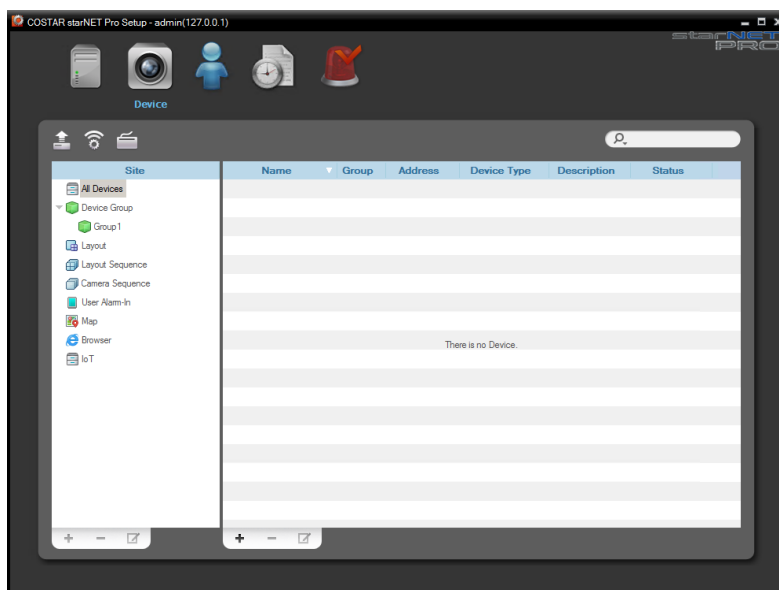 COSTAR starNET Pro Setup - admin(127.0.0.1)
starNET
PRO
Device
Site
Name Group Address Device Type Description Status
All Devices
Device Group
Group1
Layout
Layout Sequence
Camera Sequence
User Alarm-In
Map
Browser
IoT
There is no Device.